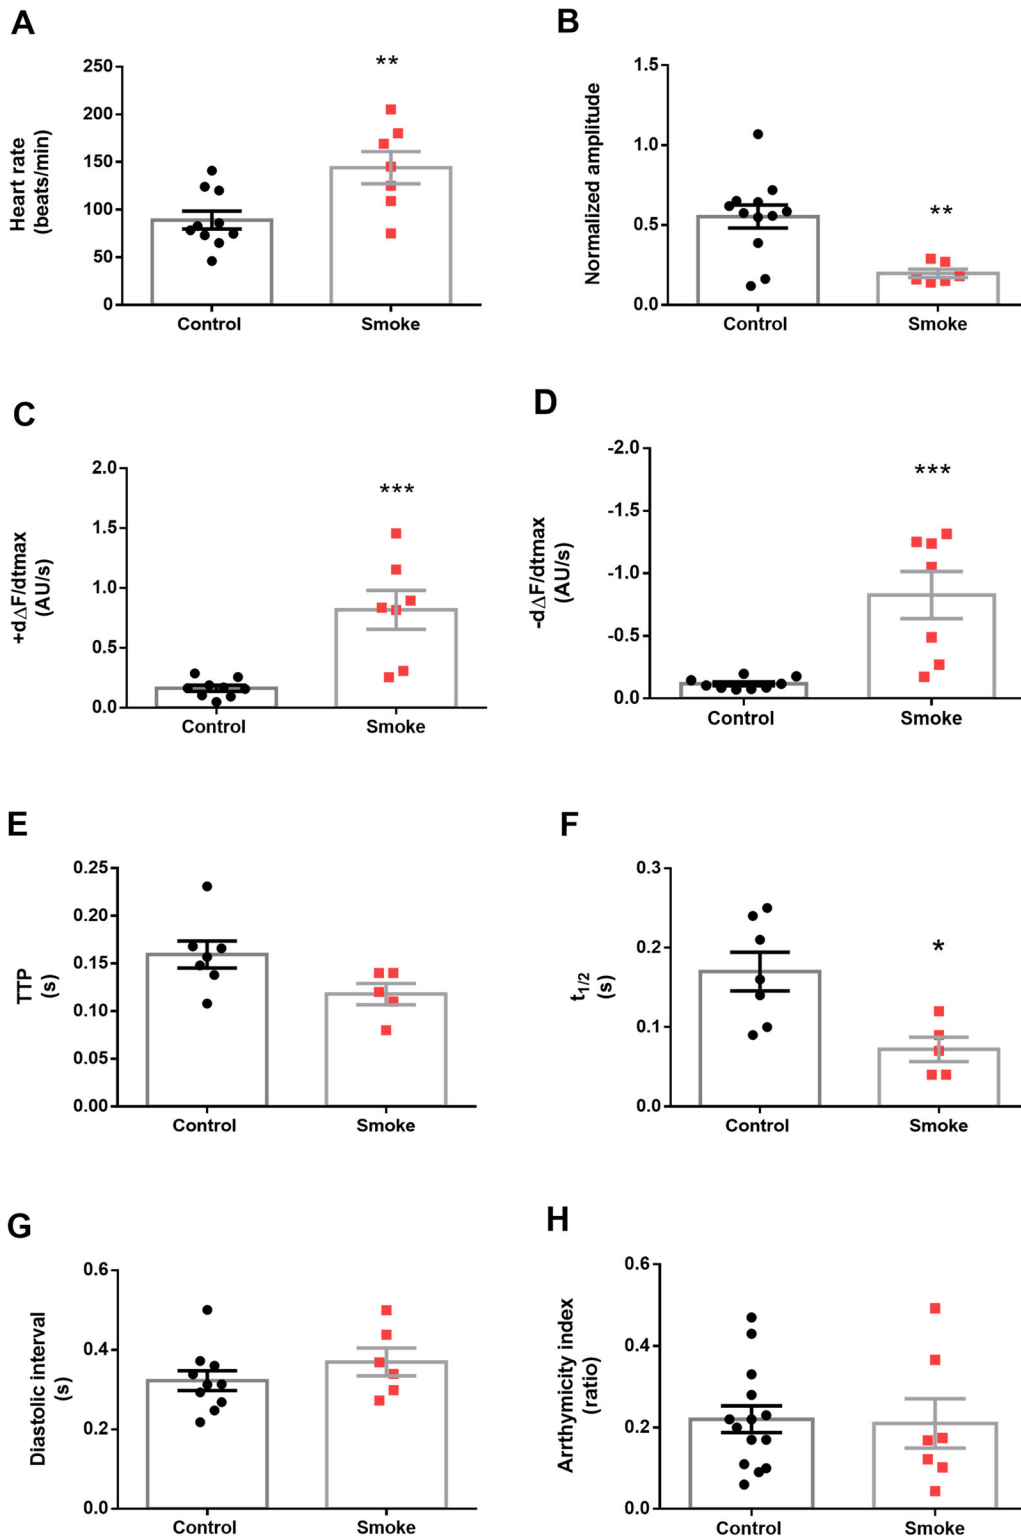 A
Heart rate
(beats/min)
250
200
150
100
50
0
**
Control
Smoke
B
Normalized amplitude
1.5
1.0
0.5
0.0
**
Control
Smoke
C
+dΔF/dtmax
(AU/s)
2.0
1.5
1.0
0.5
0.0
***
Control
Smoke
D
-dΔF/dtmax
(AU/s)
-2.0
-1.5
-1.0
-0.5
-0.0
***
Control
Smoke
E
TTP
(s)
0.25
0.20
0.15
0.10
0.05
0.00
Control
Smoke
F
t1/2
(s)
0.3
0.2
0.1
0.0
*
Control
Smoke
G
Diastolic interval
(s)
0.6
0.4
0.2
0.0
Control
Smoke
H
Arrthymicity index
(ratio)
0.6
0.4
0.2
0.0
Control
Smoke